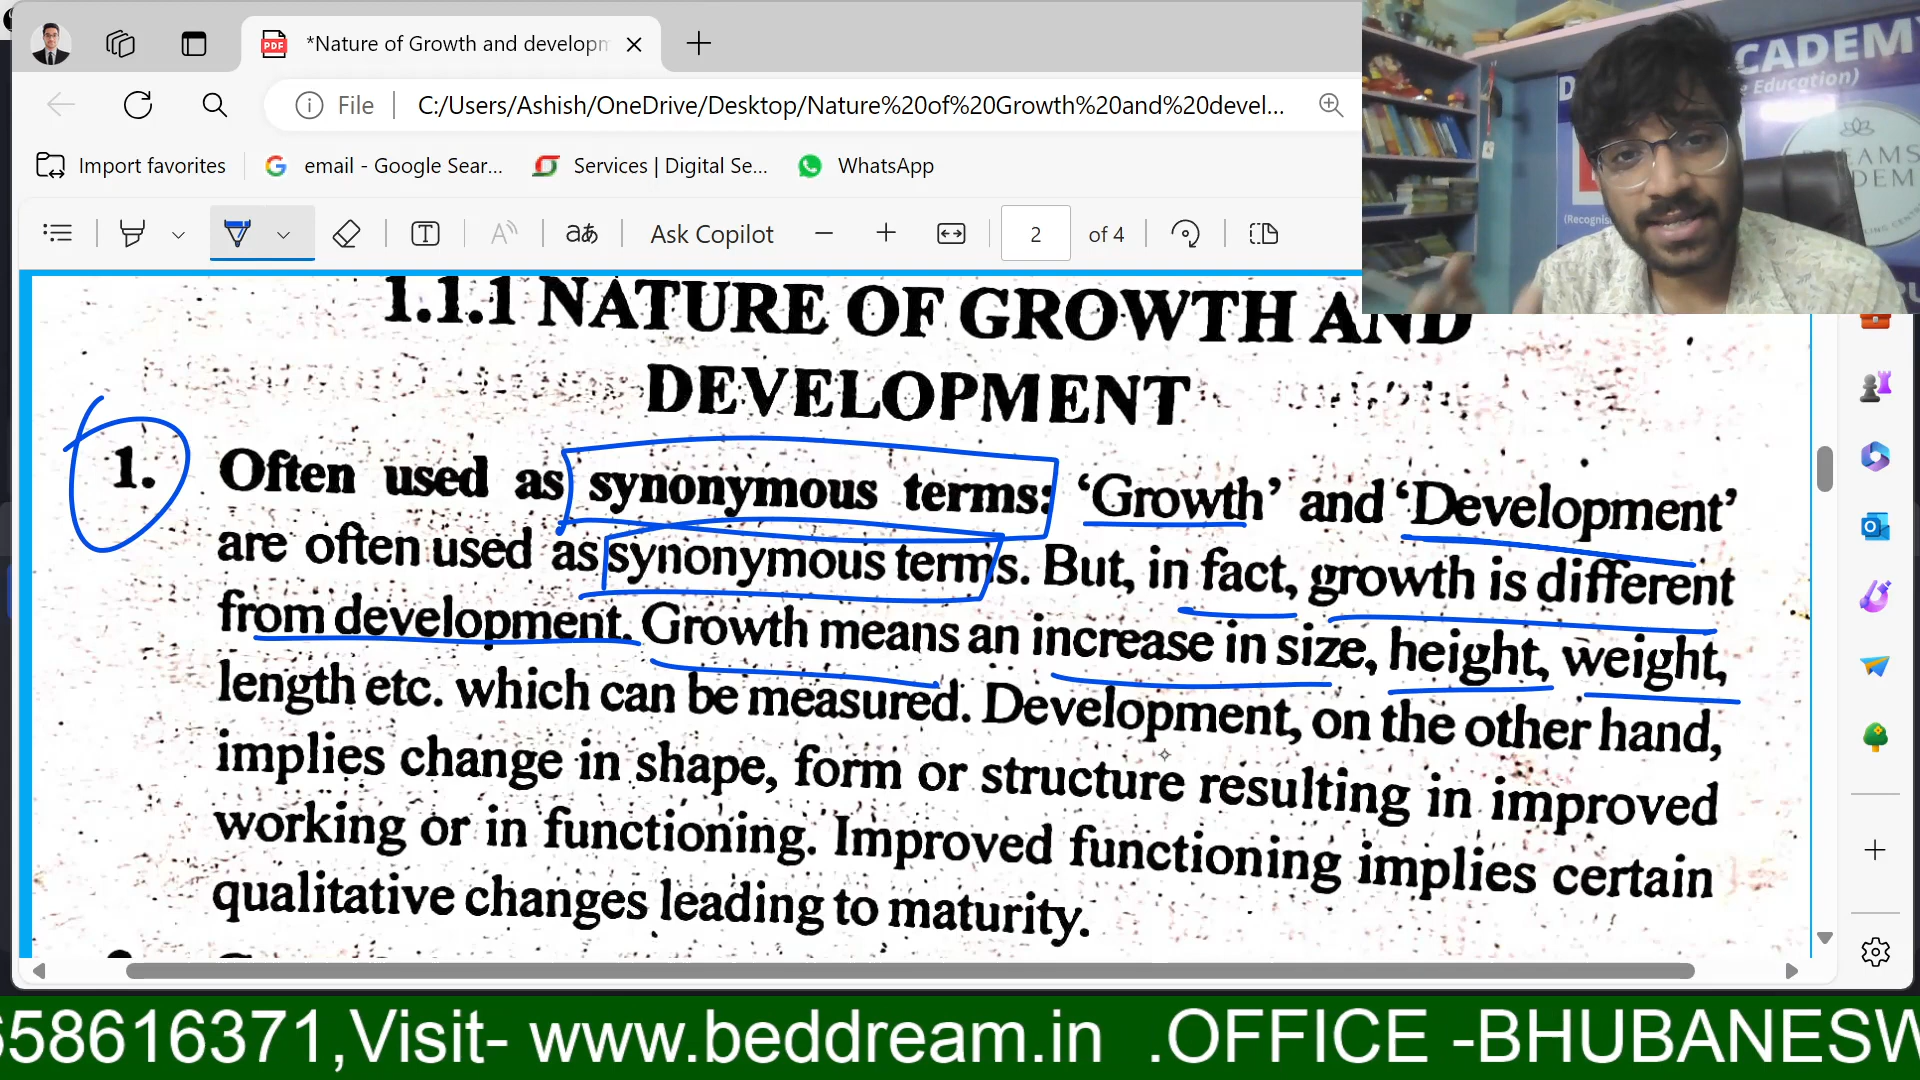 *Nature of Growth and developm
File
C:/Users/Ashish/OneDrive/Desktop/Nature%20of%20Growth%20and%20devel...
Import favorites
email - Google Sear...
Services | Digital Se...
WhatsApp
Ask Copilot
2
of 4
CADEMY
Education)
(Recognis
1.1.1 NATURE OF GROWTH AND
DEVELOPMENT
1. Often used as synonymous terms: ‘Growth’ and ‘Development’
are often used as synonymous terms. But, in fact, growth is different
from development. Growth means an increase in size, height, weight,
length etc. which can be measured. Development, on the other hand,
implies change in shape, form or structure resulting in improved
working or in functioning. Improved functioning implies certain
qualitative changes leading to maturity.
58616371,Visit- www.beddream.in .OFFICE -BHUBANESW